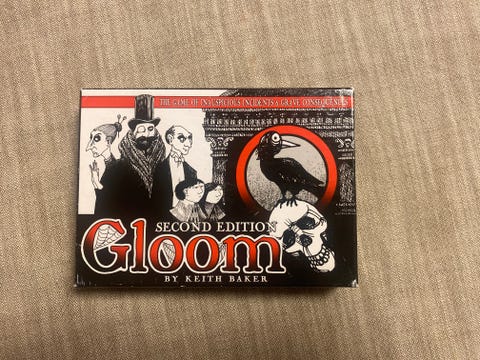 THE GAME OF INAUSPICIOUS INCIDENTS & GRAVE CONSEQUENCES
SECOND EDITION
Gloom
BY KEITH BAKER